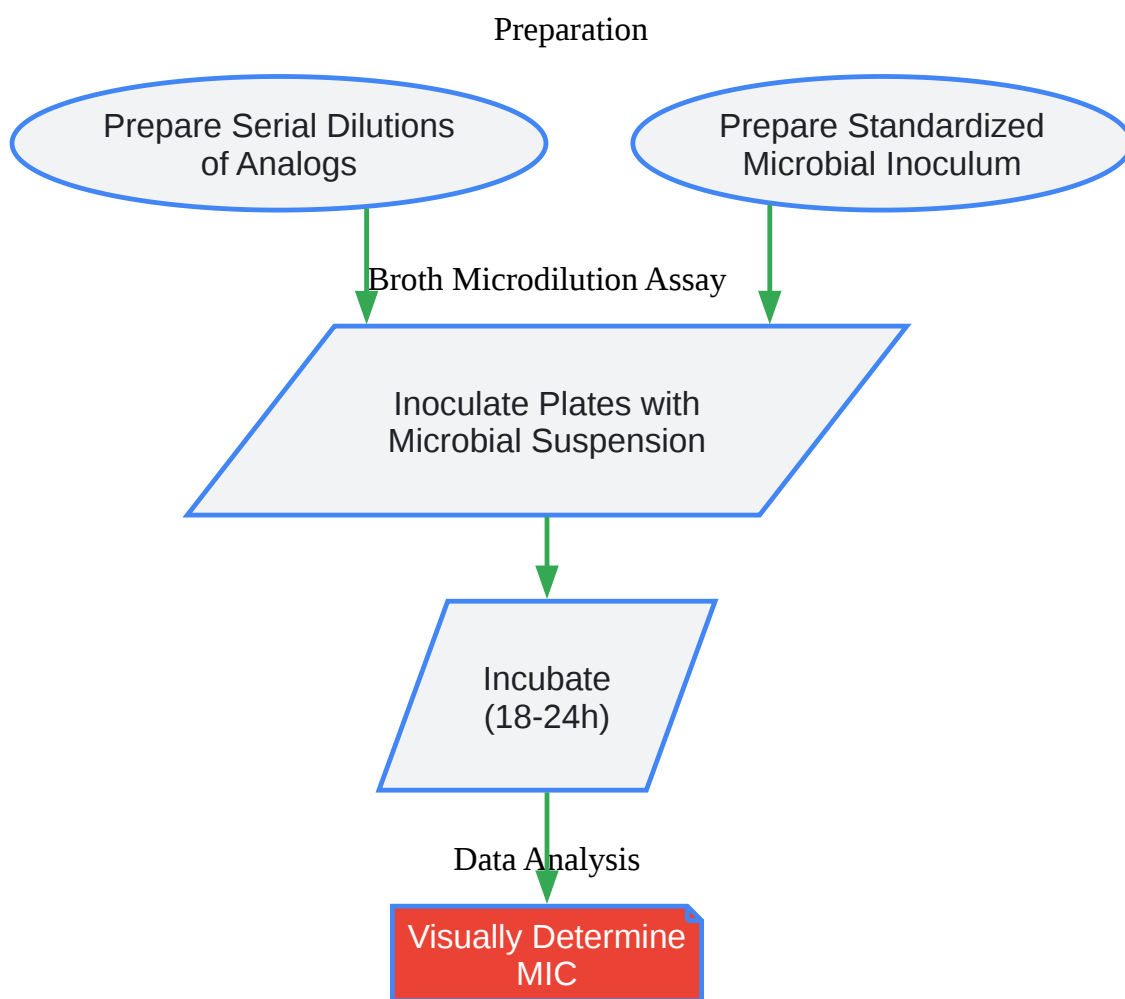 Preparation
Prepare Serial Dilutions
of Analogs
Prepare Standardized
Microbial Inoculum
Broth Microdilution Assay
Inoculate Plates with
Microbial Suspension
Incubate
(18-24h)
Data Analysis
Visually Determine
MIC